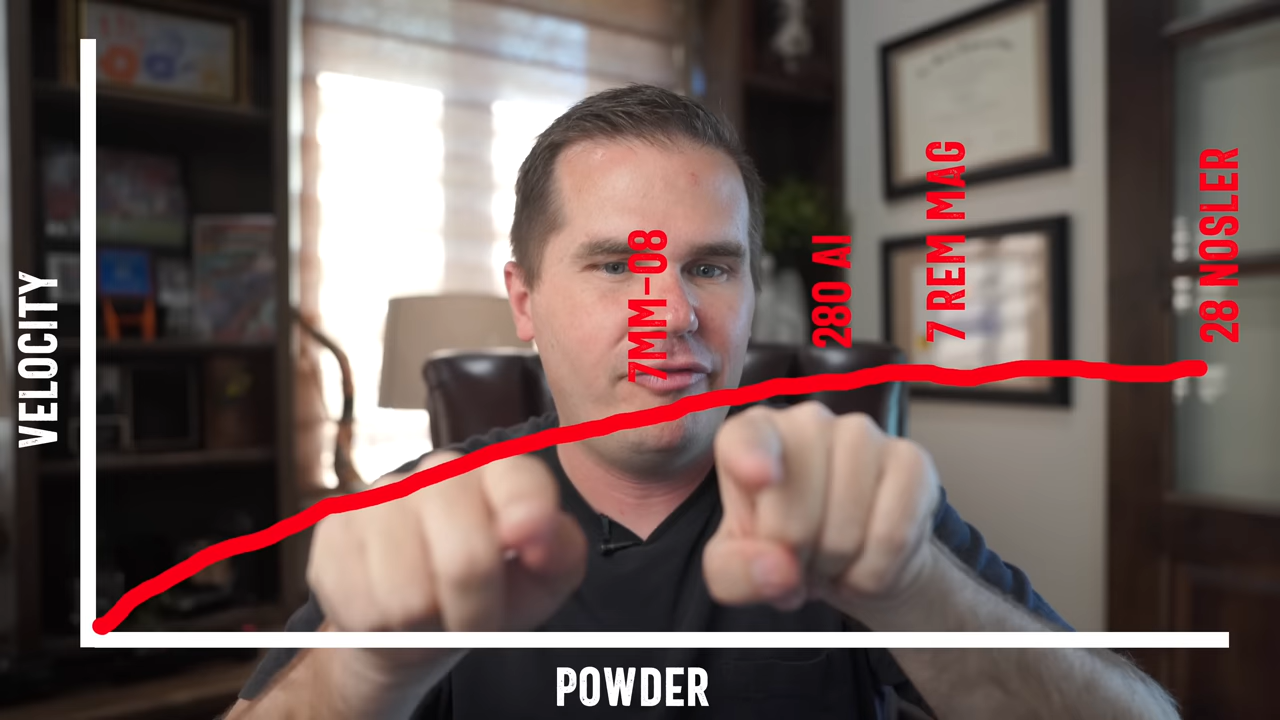 VELOCITY
7MM-08
280 AI
7 REM MAG
28 NOSLER
POWDER